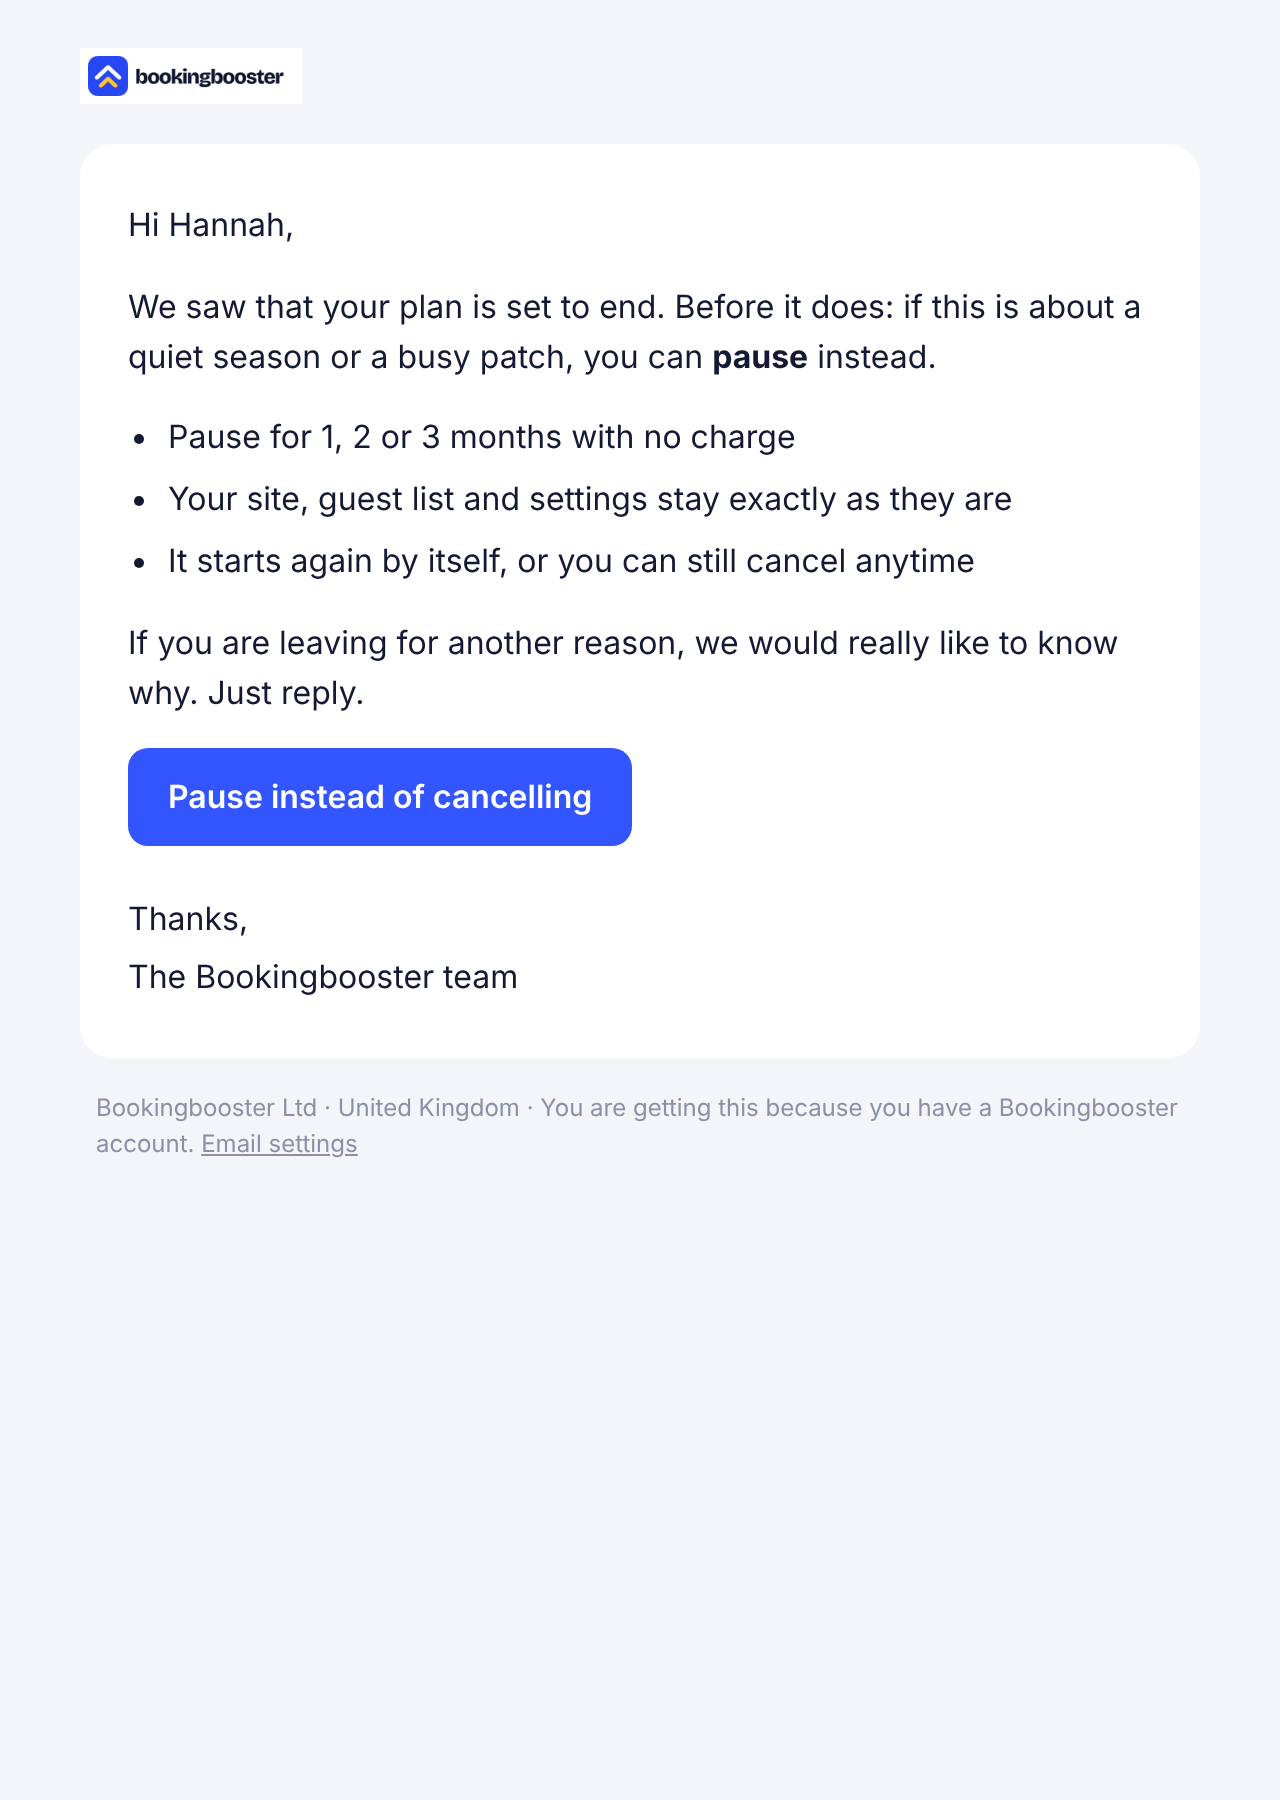 bookingbooster
Hi Hannah,
We saw that your plan is set to end. Before it does: if this is about a
quiet season or a busy patch, you can pause instead.
• Pause for 1, 2 or 3 months with no charge
• Your site, guest list and settings stay exactly as they are
• It starts again by itself, or you can still cancel anytime
If you are leaving for another reason, we would really like to know
why. Just reply.
Pause instead of cancelling
Thanks,
The Bookingbooster team
Bookingbooster Ltd · United Kingdom · You are getting this because you have a Bookingbooster
account. Email settings